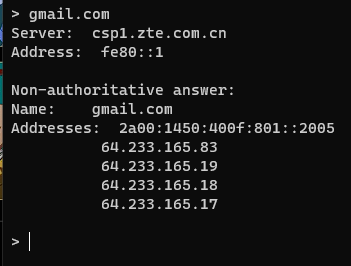 > gmail.com
Server:  csp1.zte.com.cn
Address:  fe80::1

Non-authoritative answer:
Name:    gmail.com
Addresses:  2a00:1450:400f:801::2005
          64.233.165.83
          64.233.165.19
          64.233.165.18
          64.233.165.17

>